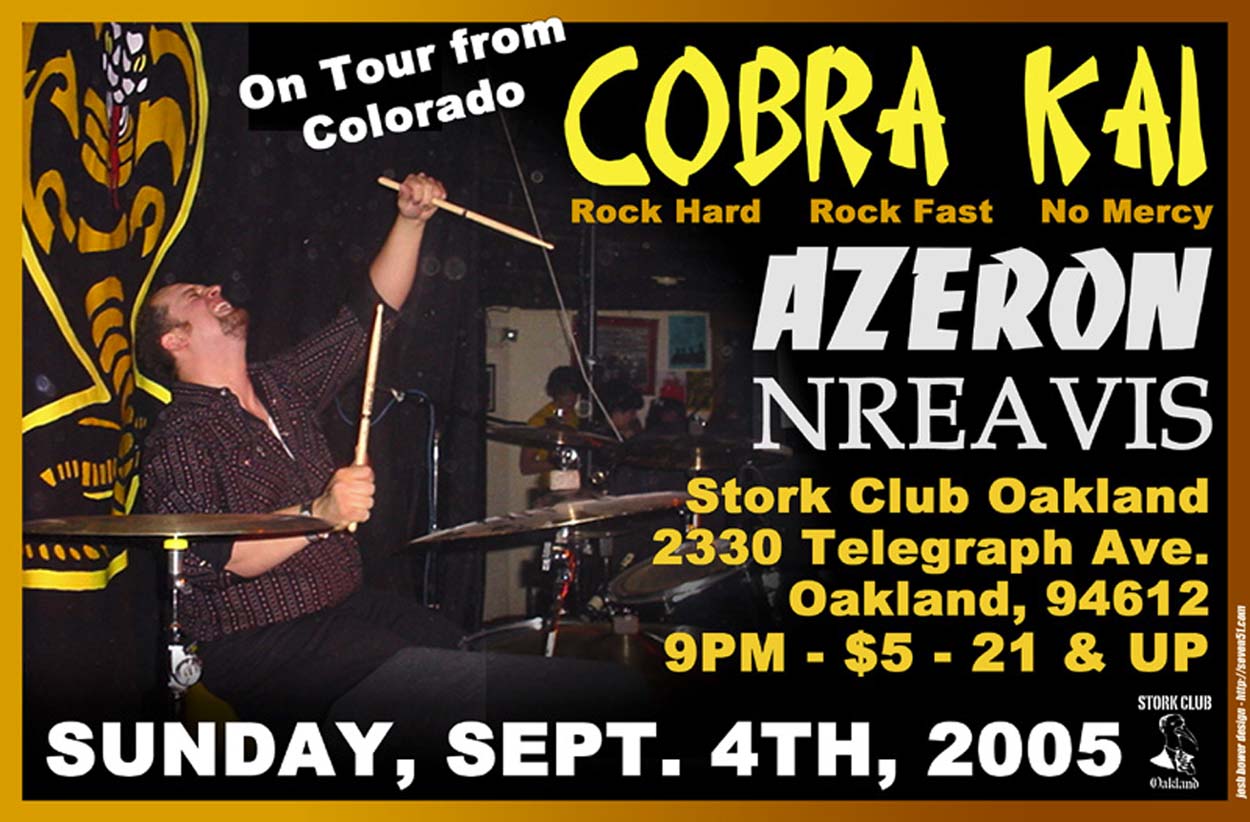 On Tour from
Colorado
COBRA KAI
Rock Hard Rock Fast No Mercy
AZERON
NREAVIS
Stork Club Oakland
2330 Telegraph Ave.
Oakland, 94612
9PM - $5 - 21 & UP
SUNDAY, SEPT. 4TH, 2005
STORK CLUB
Oakland
josh bower design - http://seven51.com